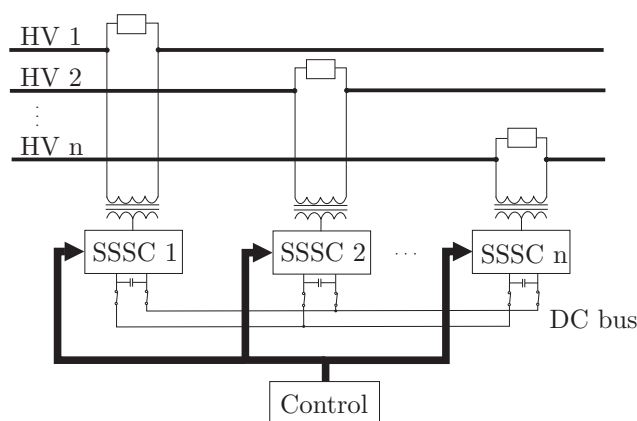 HV 1
HV 2
⋮
HV n
SSSC 1
SSSC 2
...
SSSC n
DC bus
Control